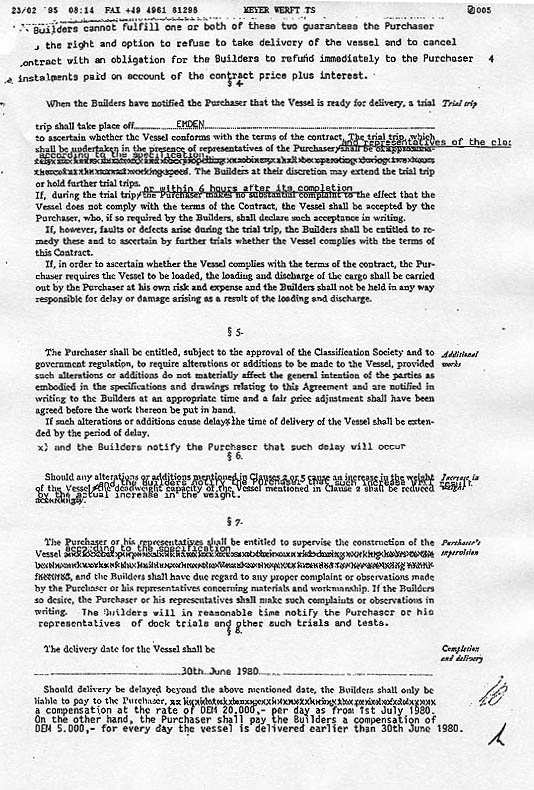 23/02 '95 08:14 FAX +49 4961 81298 MEYER WERFT TS 005
Builders cannot fulfill one or both of these two guarantees the Purchaser
the right and option to refuse to take delivery of the vessel and to cancel
contract with an obligation for the Builders to refund immediately to the Purchaser 4
instalments paid on account of the contract price plus interest.
§ 4
When the Builders have notified the Purchaser that the Vessel is ready for delivery, a trial Trial trip
trip shall take place off EMDEN
to ascertain whether the Vessel conforms with the terms of the contract. The trial trip, which
and representatives of the
shall be undertaken in the presence of representatives of the Purchaser shall be of
according to the specification.
The Builders at their discretion may extend the trial trip
or hold further trial trips.
or within 6 hours after its completion
If, during the trial trip the Purchaser makes no substantial complaint to the effect that the
Vessel does not comply with the terms of the Contract, the Vessel shall be accepted by the
Purchaser, who, if so required by the Builders, shall declare such acceptance in writing.
If, however, faults or defects arise during the trial trip, the Builders shall be entitled to re-
medy these and to ascertain by further trials whether the Vessel complies with the terms of
this Contract.
If, in order to ascertain whether the Vessel complies with the terms of the contract, the Pur-
chaser requires the Vessel to be loaded, the loading and discharge of the cargo shall be carried
out by the Purchaser at his own risk and expense and the Builders shall not be held in any way
responsible for delay or damage arising as a result of the loading and discharge.
§ 5.
The Purchaser shall be entitled, subject to the approval of the Classification Society and to Additional
government regulation, to require alterations or additions to be made to the Vessel, provided works
such alterations or additions do not materially affect the general intention of the parties as
embodied in the specifications and drawings relating to this Agreement and are notified in
writing to the Builders at an appropriate time and a fair price adjustment shall have been
agreed before the work thereon be put in hand.
If such alterations or additions cause delay x the time of delivery of the Vessel shall be exten-
ded by the period of delay.
x) and the Builders notify the Purchaser that such delay will occur
§ 6.
Should any alterations or additions mentioned in Clauses 2 or 5 cause an increase in the weight Increase in
and the Builders notify the Purchaser that such increase will result
of the Vessel the deadweight capacity of the Vessel mentioned in Clause 2 shall be reduced weight
by the actual increase in the weight.
accordingly.
§ 7.
The Purchaser or his representatives shall be entitled to supervise the construction of the Purchaser's
according to the specification
Vessel supervision
and the Builders shall have due regard to any proper complaint or observations made
by the Purchaser or his representatives concerning materials and workmanship. If the Builders
so desire, the Purchaser or his representatives shall make such complaints or observations in
writing. The Builders will in reasonable time notify the Purchaser or his
representatives of dock trials and other such trials and tests.
§ 8.
The delivery date for the Vessel shall be Completion
and delivery
30th June 1980
Should delivery be delayed beyond the above mentioned date, the Builders shall only be
liable to pay to the Purchaser,
a compensation at the rate of DEM 20.000,- per day as from 1st July 1980.
On the other hand, the Purchaser shall pay the Builders a compensation of
DEM 5.000,- for every day the vessel is delivered earlier than 30th June 1980.